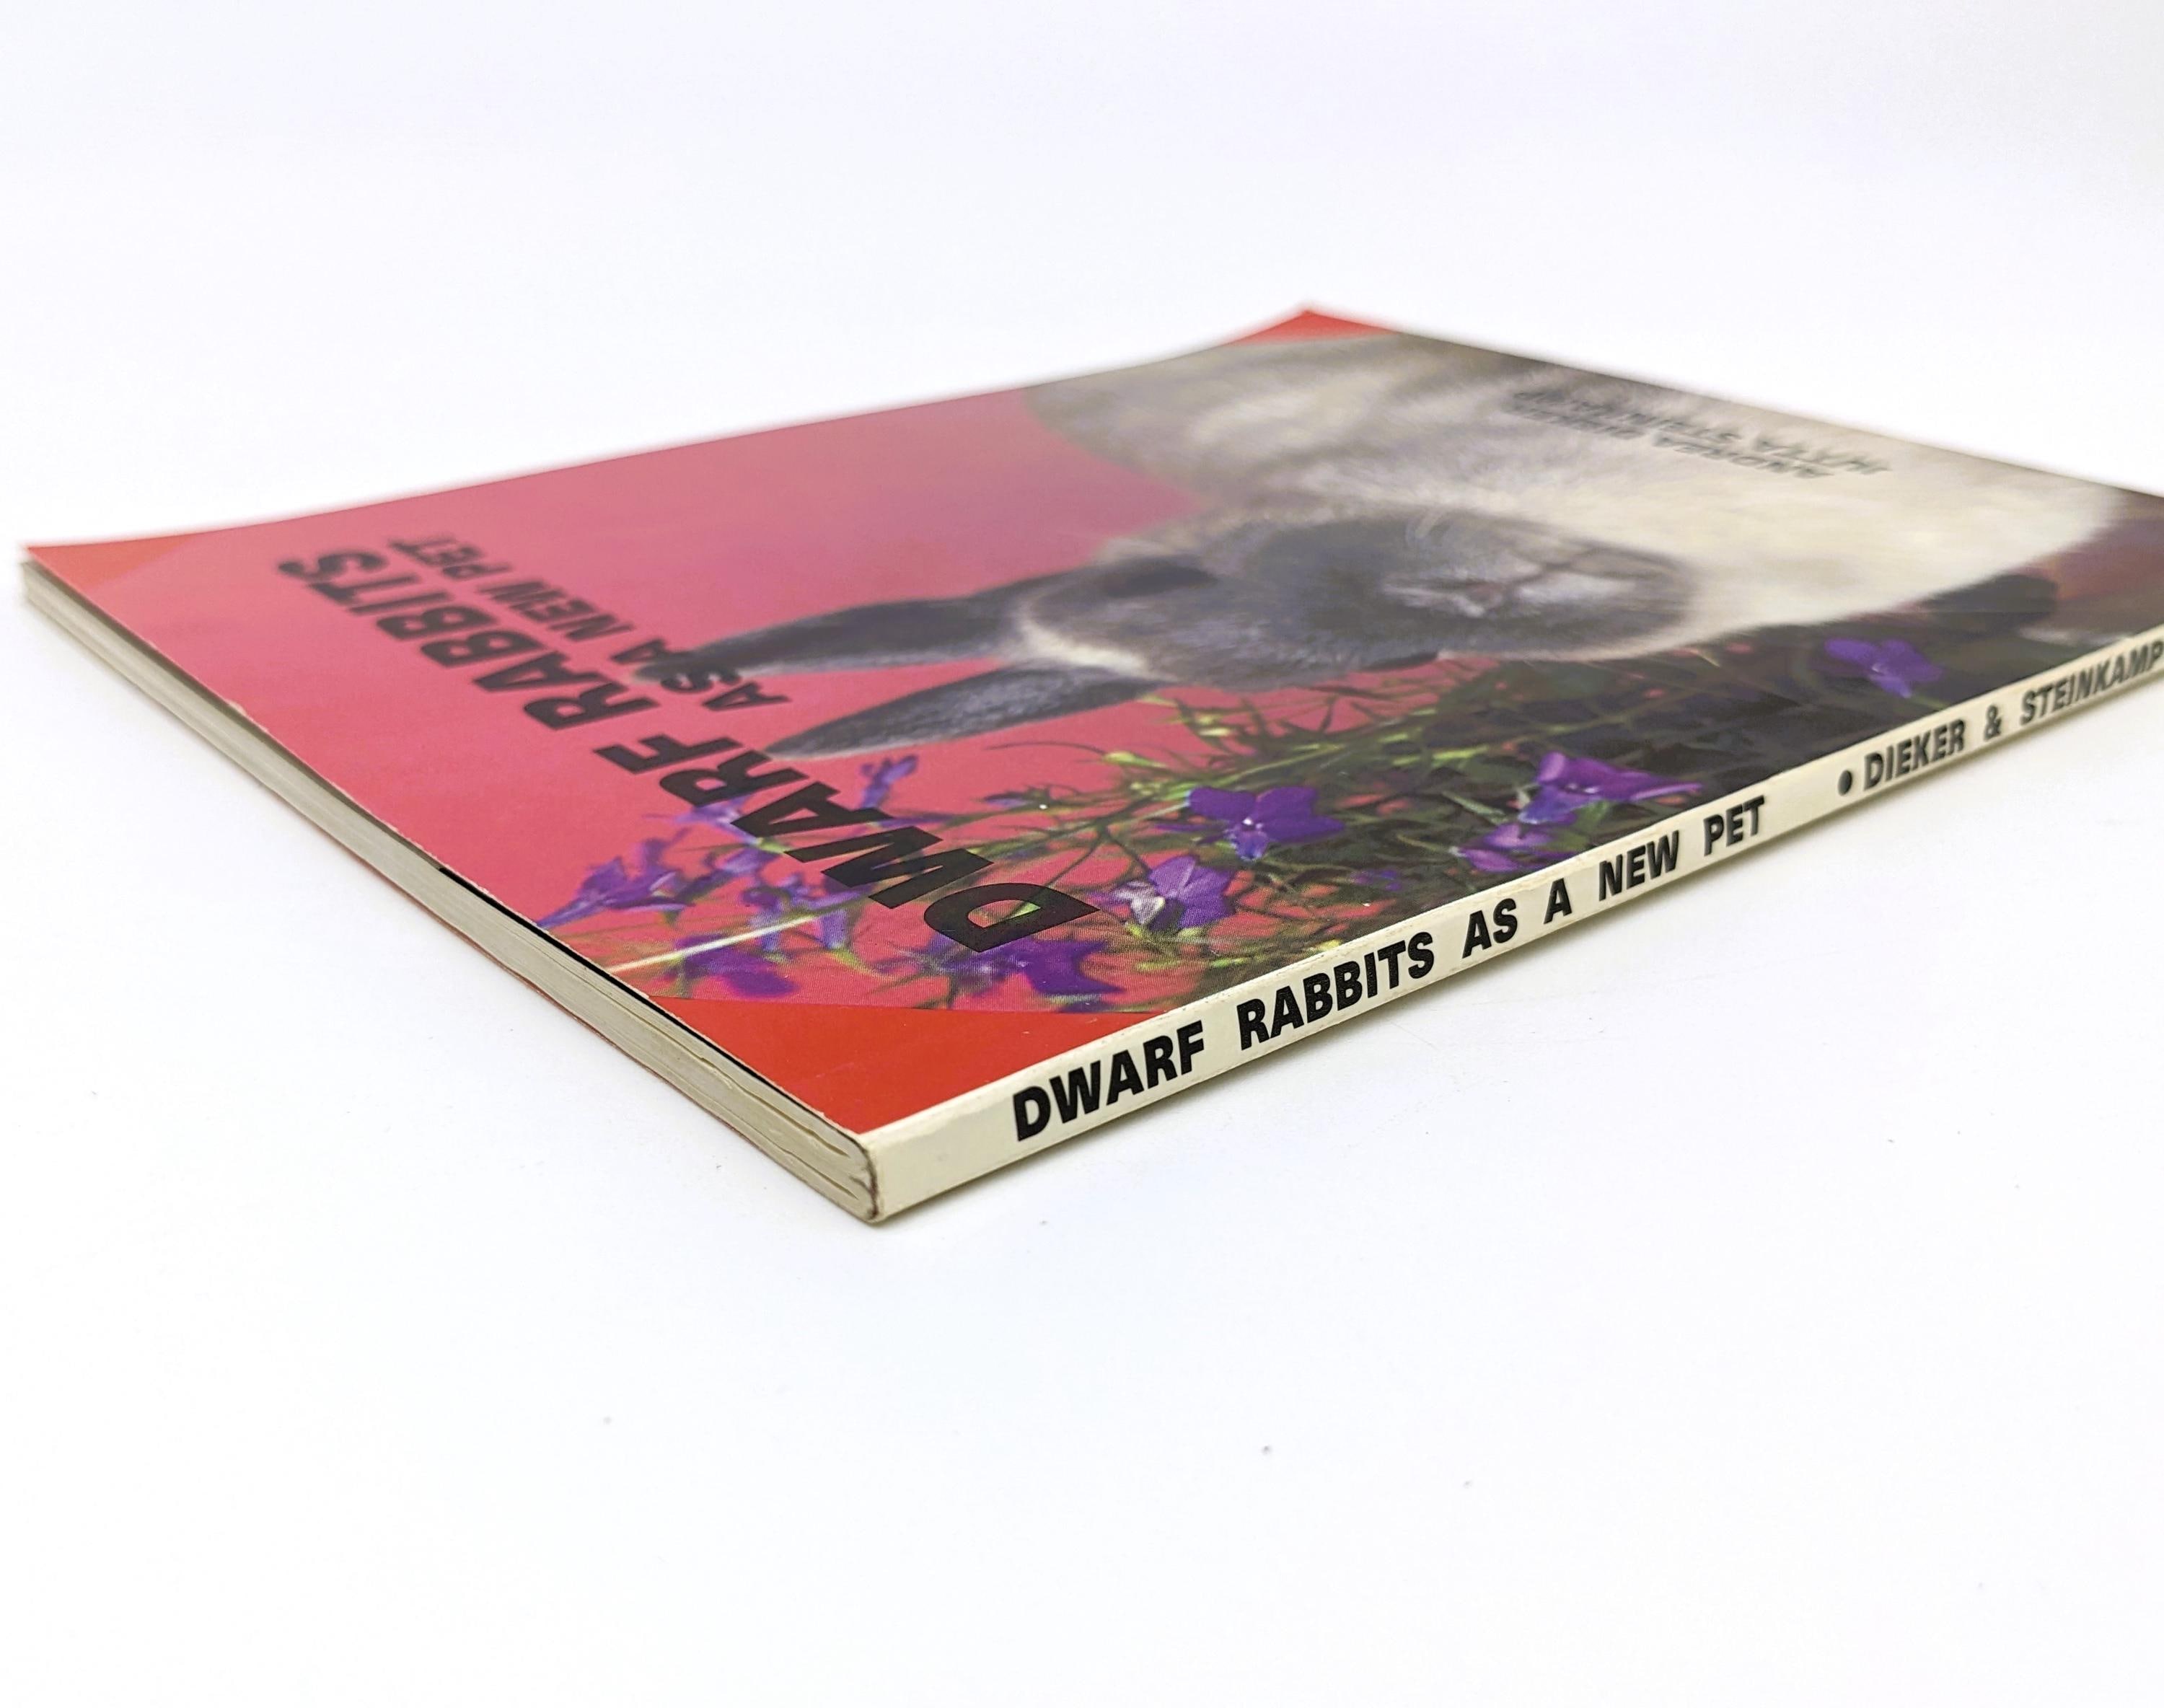 DWARF RABBITS
AS A NEW PET
DWARF RABBITS AS A NEW PET • DIEKER & STEINKAMP